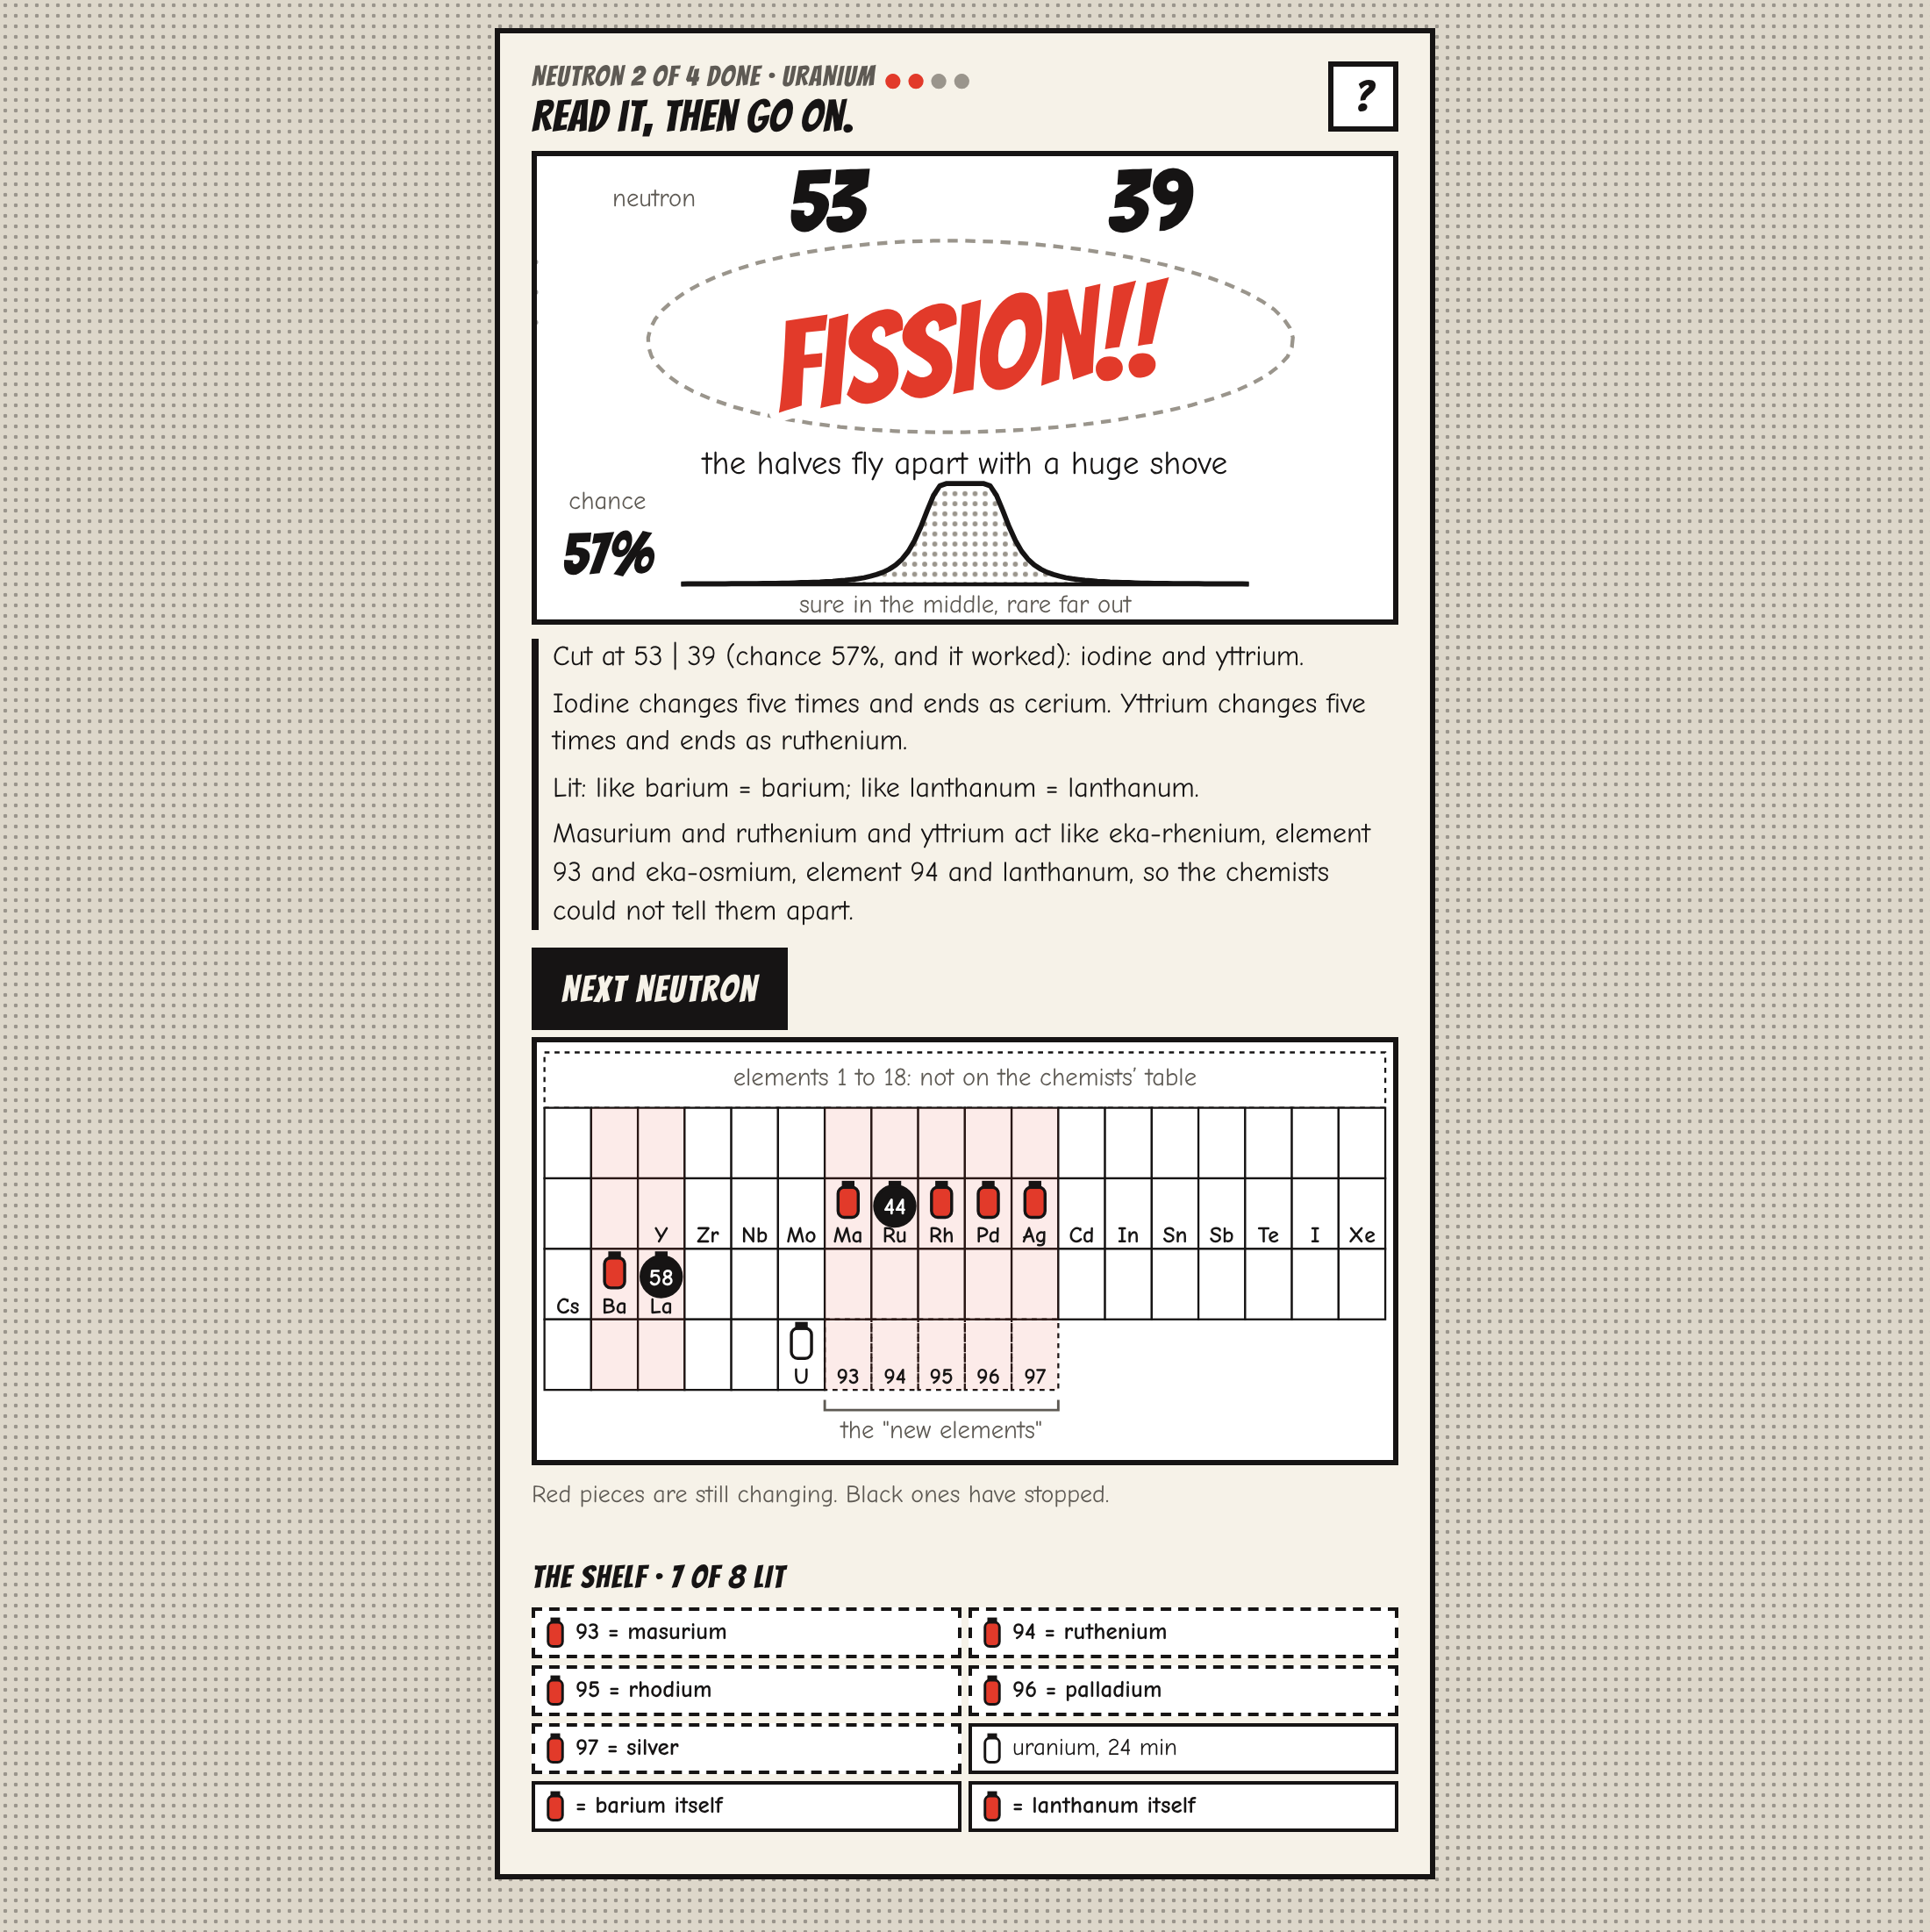 NEUTRON 2 OF 4 DONE · URANIUM
READ IT, THEN GO ON.
?
neutron
53
39
FISSION!!
the halves fly apart with a huge shove
chance
57%
sure in the middle, rare far out
Cut at 53 | 39 (chance 57%, and it worked): iodine and yttrium.
Iodine changes five times and ends as cerium. Yttrium changes five
times and ends as ruthenium.
Lit: like barium = barium; like lanthanum = lanthanum.
Masurium and ruthenium and yttrium act like eka-rhenium, element
93 and eka-osmium, element 94 and lanthanum, so the chemists
could not tell them apart.
NEXT NEUTRON
elements 1 to 18: not on the chemists' table
44
Y Zr Nb Mo Ma Ru Rh Pd Ag Cd In Sn Sb Te I Xe
58
Cs Ba La
U 93 94 95 96 97
the "new elements"
Red pieces are still changing. Black ones have stopped.
THE SHELF · 7 OF 8 LIT
93 = masurium
94 = ruthenium
95 = rhodium
96 = palladium
97 = silver
uranium, 24 min
= barium itself
= lanthanum itself